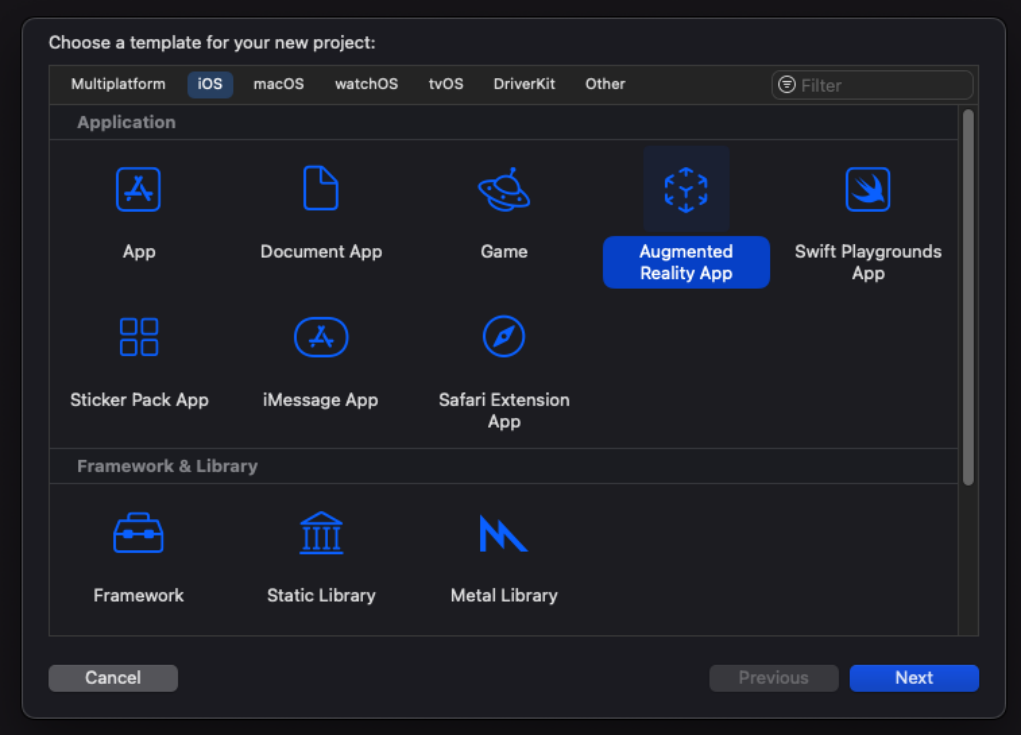 Choose a template for your new project:
Multiplatform iOS macOS watchOS tvOS DriverKit Other Filter
Application
App Document App Game Augmented Reality App Swift Playgrounds App
Sticker Pack App iMessage App Safari Extension App
Framework & Library
Framework Static Library Metal Library
Cancel Previous Next